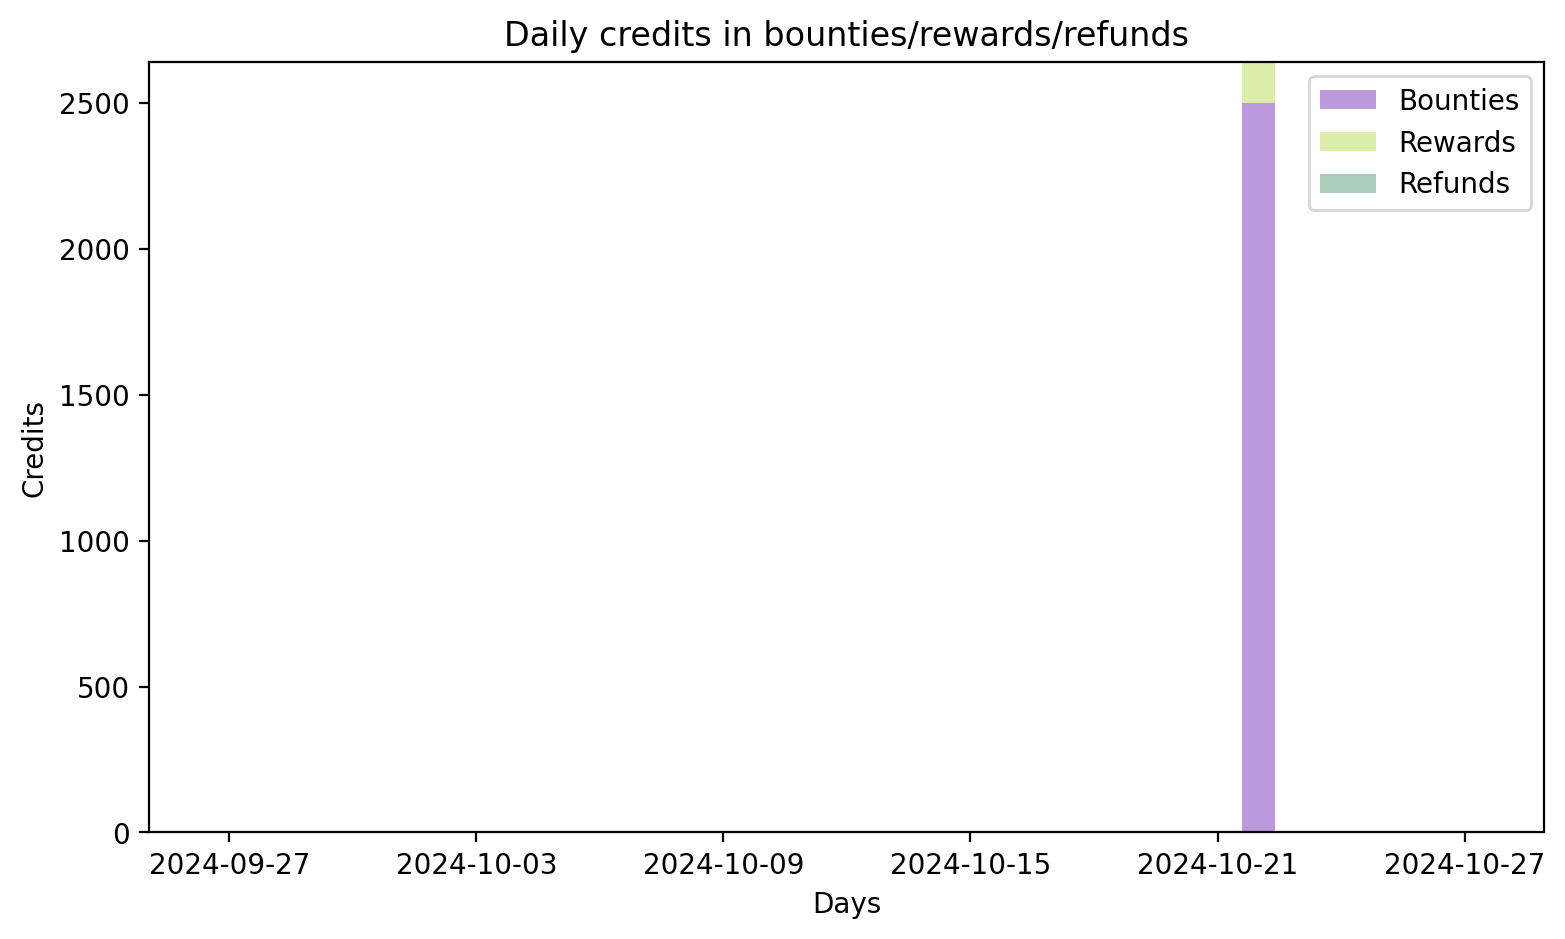 Daily credits in bounties/rewards/refunds
2500
2000
1500
1000
500
0
Credits
Bounties
Rewards
Refunds
2024-09-27 2024-10-03 2024-10-09 2024-10-15 2024-10-21 2024-10-27
Days